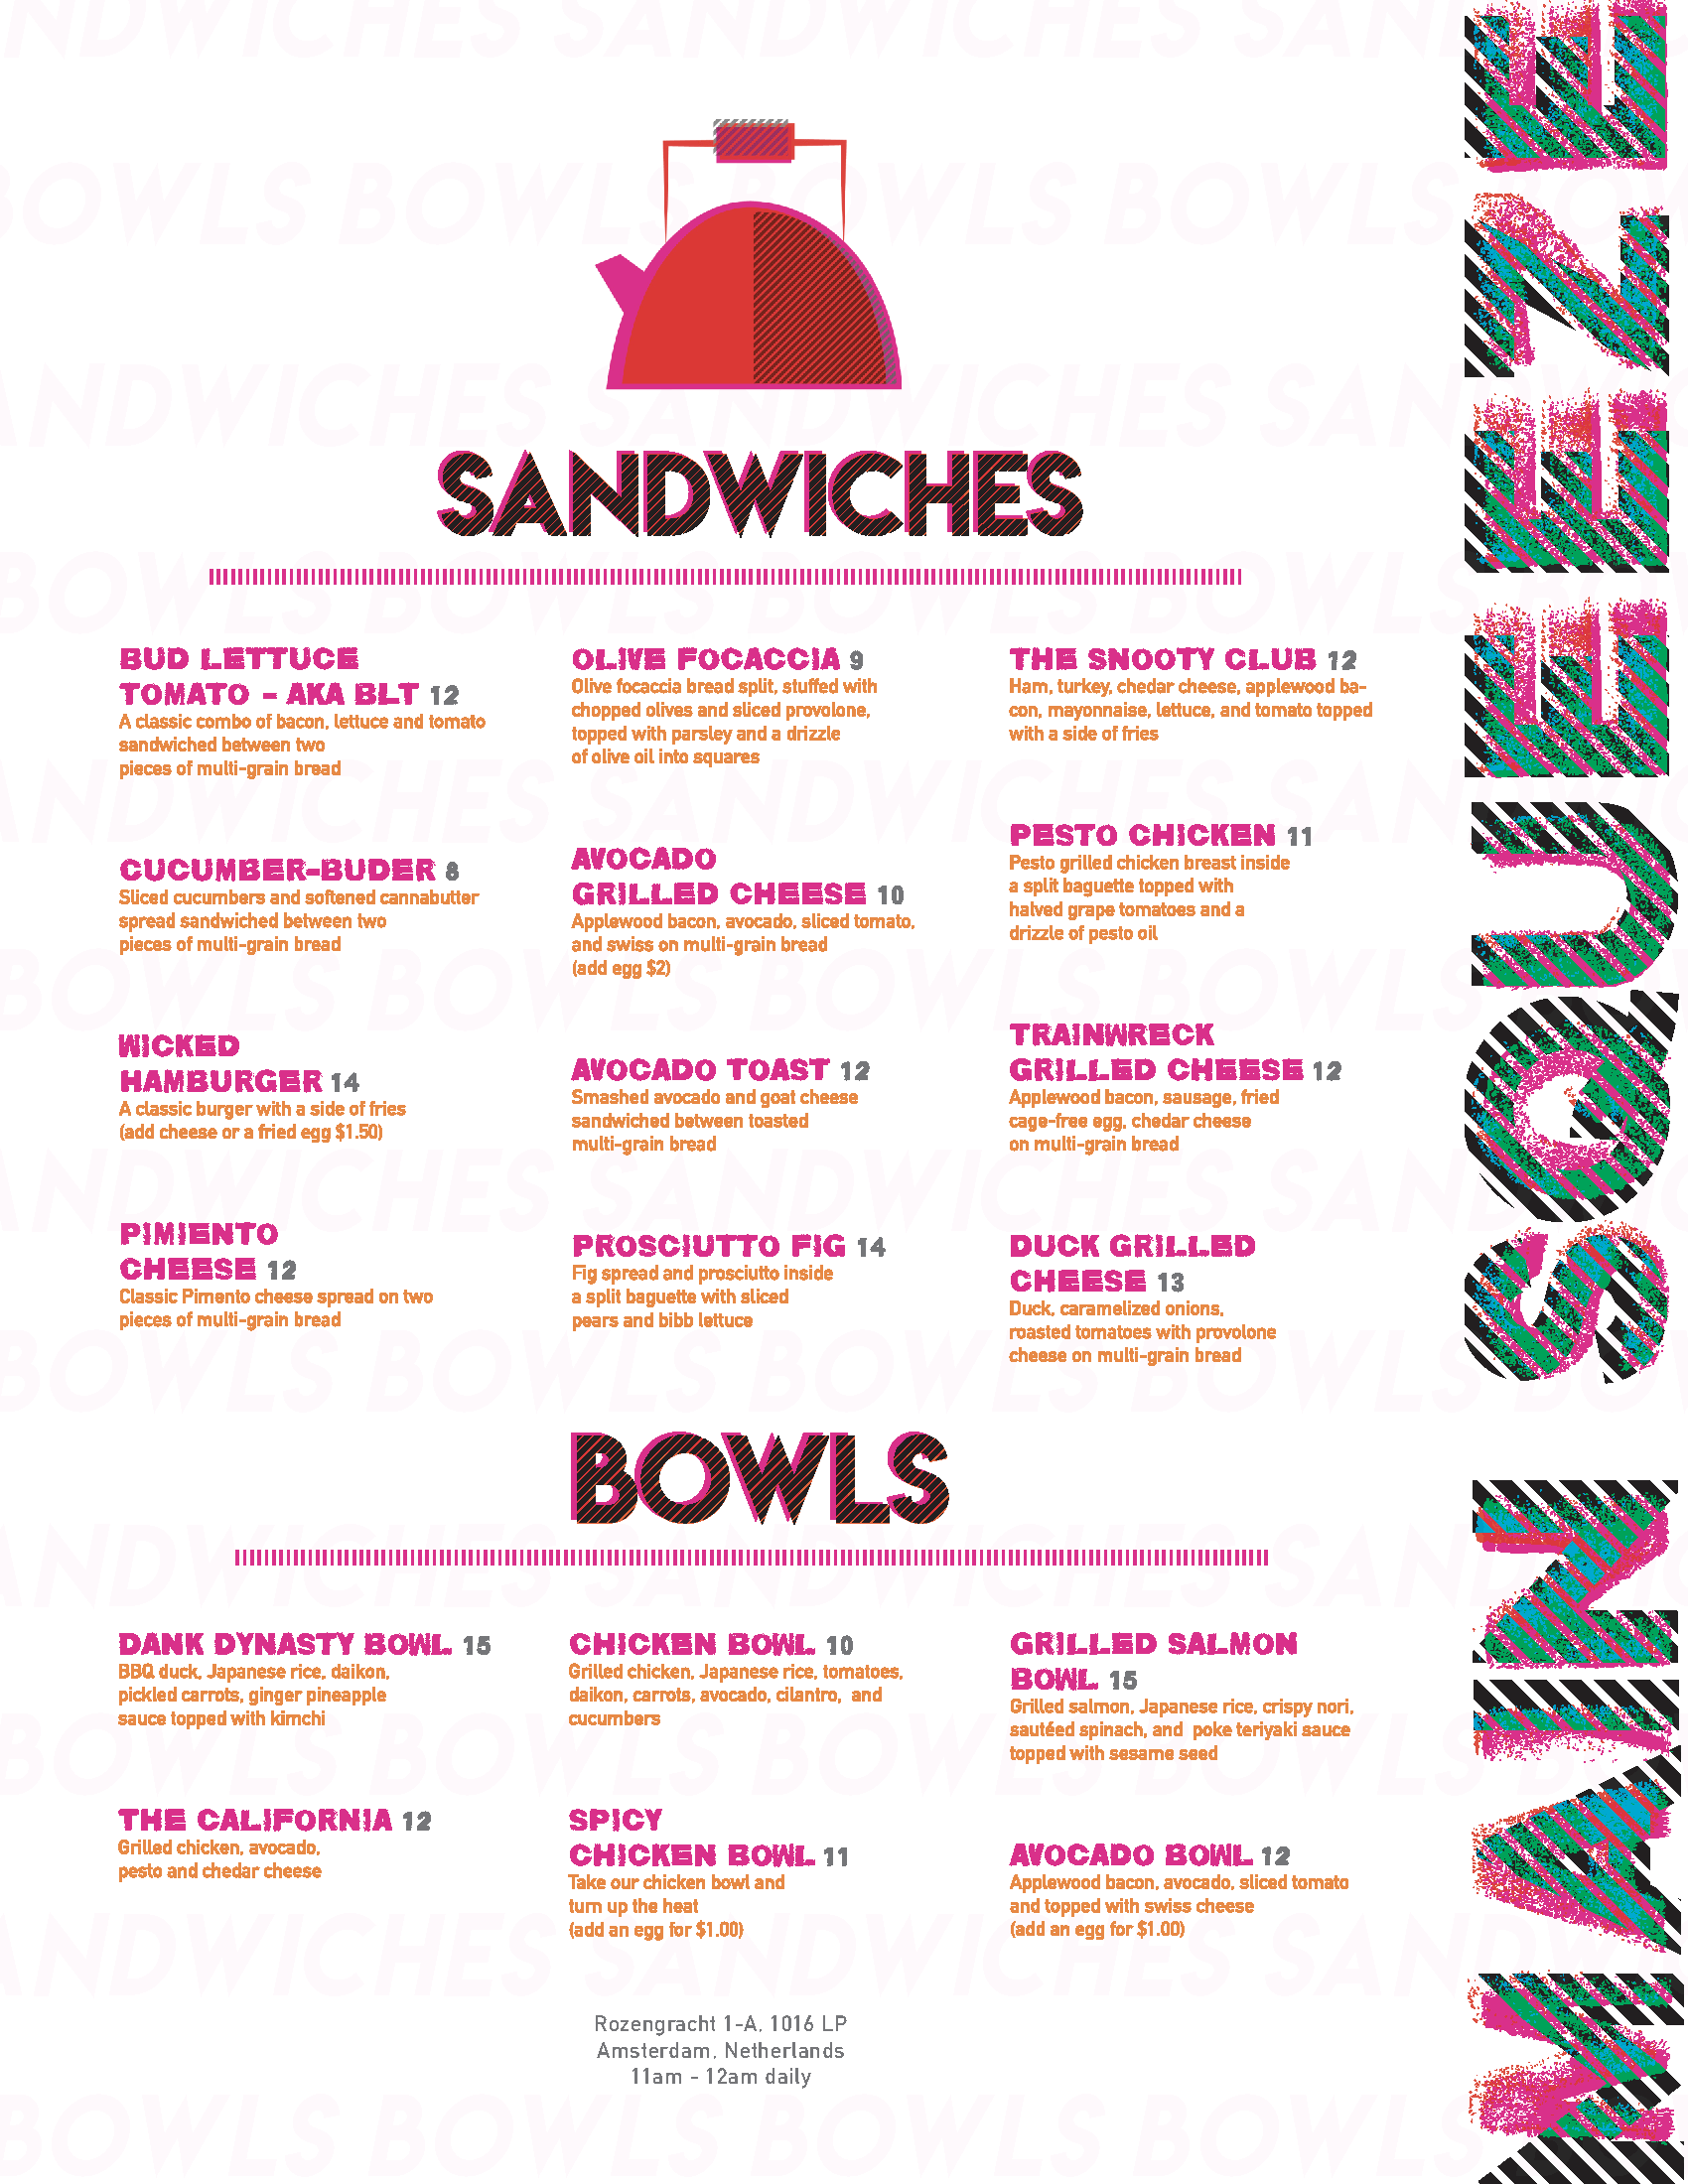 SANDWICHES
BUD LETTUCE
TOMATO - AKA BLT 12
A classic combo of bacon, lettuce and tomato
sandwiched between two
pieces of multi-grain bread
CUCUMBER-BUDER 8
Sliced cucumbers and softened cannabutter
spread sandwiched between two
pieces of multi-grain bread
WICKED
HAMBURGER 14
A classic burger with a side of fries
(add cheese or a fried egg $1.50)
PIMIENTO
CHEESE 12
Classic Pimento cheese spread on two
pieces of multi-grain bread
OLIVE FOCACCIA 9
Olive focaccia bread split, stuffed with
chopped olives and sliced provolone,
topped with parsley and a drizzle
of olive oil into squares
AVOCADO
GRILLED CHEESE 10
Applewood bacon, avocado, sliced tomato,
and swiss on multi-grain bread
(add egg $2)
AVOCADO TOAST 12
Smashed avocado and goat cheese
sandwiched between toasted
multi-grain bread
PROSCIUTTO FIG 14
Fig spread and prosciutto inside
a split baguette with sliced
pears and bibb lettuce
THE SNOOTY CLUB 12
Ham, turkey, chedar cheese, applewood ba-
con, mayonnaise, lettuce, and tomato topped
with a side of fries
PESTO CHICKEN 11
Pesto grilled chicken breast inside
a split baguette topped with
halved grape tomatoes and a
drizzle of pesto oil
TRAINWRECK
GRILLED CHEESE 12
Applewood bacon, sausage, fried
cage-free egg, chedar cheese
on multi-grain bread
DUCK GRILLED
CHEESE 13
Duck, caramelized onions,
roasted tomatoes with provolone
cheese on multi-grain bread
BOWLS
DANK DYNASTY BOWL 15
BBQ duck, Japanese rice, daikon,
pickled carrots, ginger pineapple
sauce topped with kimchi
THE CALIFORNIA 12
Grilled chicken, avocado,
pesto and chedar cheese
CHICKEN BOWL 10
Grilled chicken, Japanese rice, tomatoes,
daikon, carrots, avocado, cilantro, and
cucumbers
SPICY
CHICKEN BOWL 11
Take our chicken bowl and
turn up the heat
(add an egg for $1.00)
GRILLED SALMON
BOWL 15
Grilled salmon, Japanese rice, crispy nori,
sautéed spinach, and poke teriyaki sauce
topped with sesame seed
AVOCADO BOWL 12
Applewood bacon, avocado, sliced tomato
and topped with swiss cheese
(add an egg for $1.00)
Rozengracht 1-A, 1016 LP
Amsterdam, Netherlands
11am - 12am daily
MAIN SQUEEZE